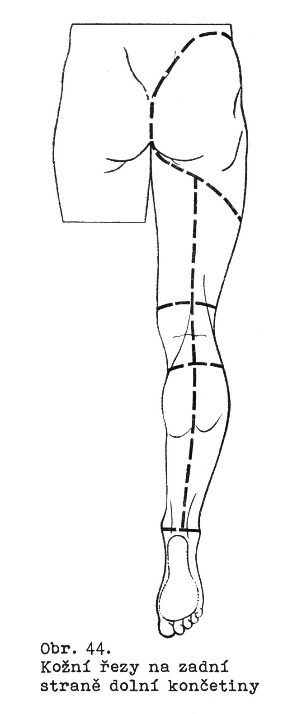 Obr. 44.
Kožní řezy na zadní
straně dolní končetiny